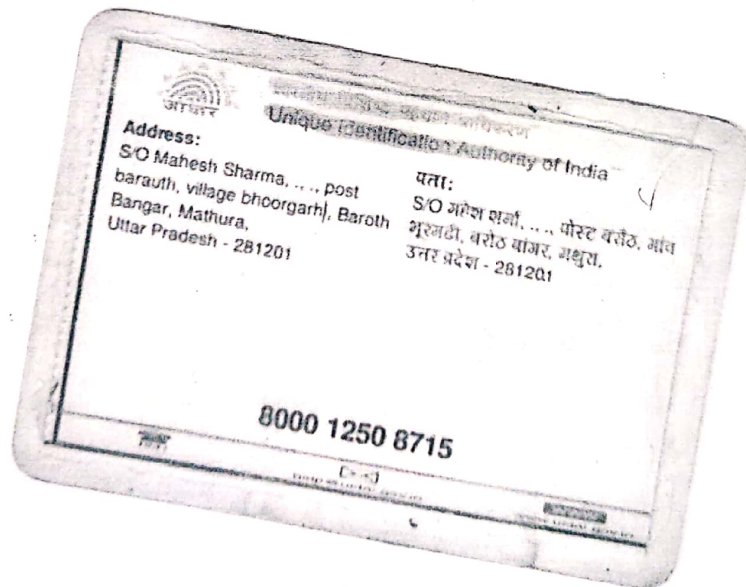 आधार
Unique Identification Authority of India
Address:
S/O Mahesh Sharma, .. ., post
barauth, village bhoorgarhi, Baroth
Bangar, Mathura,
Uttar Pradesh - 281201
पता:
S/O महेश शर्मा, .. ., पोस्ट बरौठ, गांव
भूरगढी, बरोठ बांगर, मथुरा,
उत्तर प्रदेश - 281201
8000 1250 8715